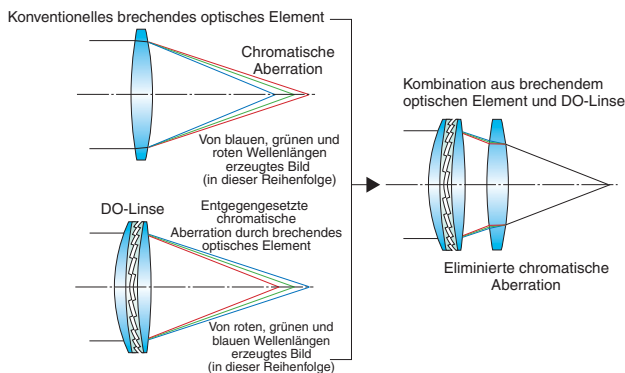 Konventionelles brechendes optisches Element
Chromatische
Aberration
Von blauen, grünen und
roten Wellenlängen
erzeugtes Bild
(in dieser Reihenfolge)
DO-Linse
Entgegengesetzte
chromatische
Aberration durch brechendes
optisches Element
Von roten, grünen und
blauen Wellenlängen
erzeugtes Bild
(in dieser Reihenfolge)
Kombination aus brechendem
optischen Element und DO-Linse
Eliminierte chromatische
Aberration